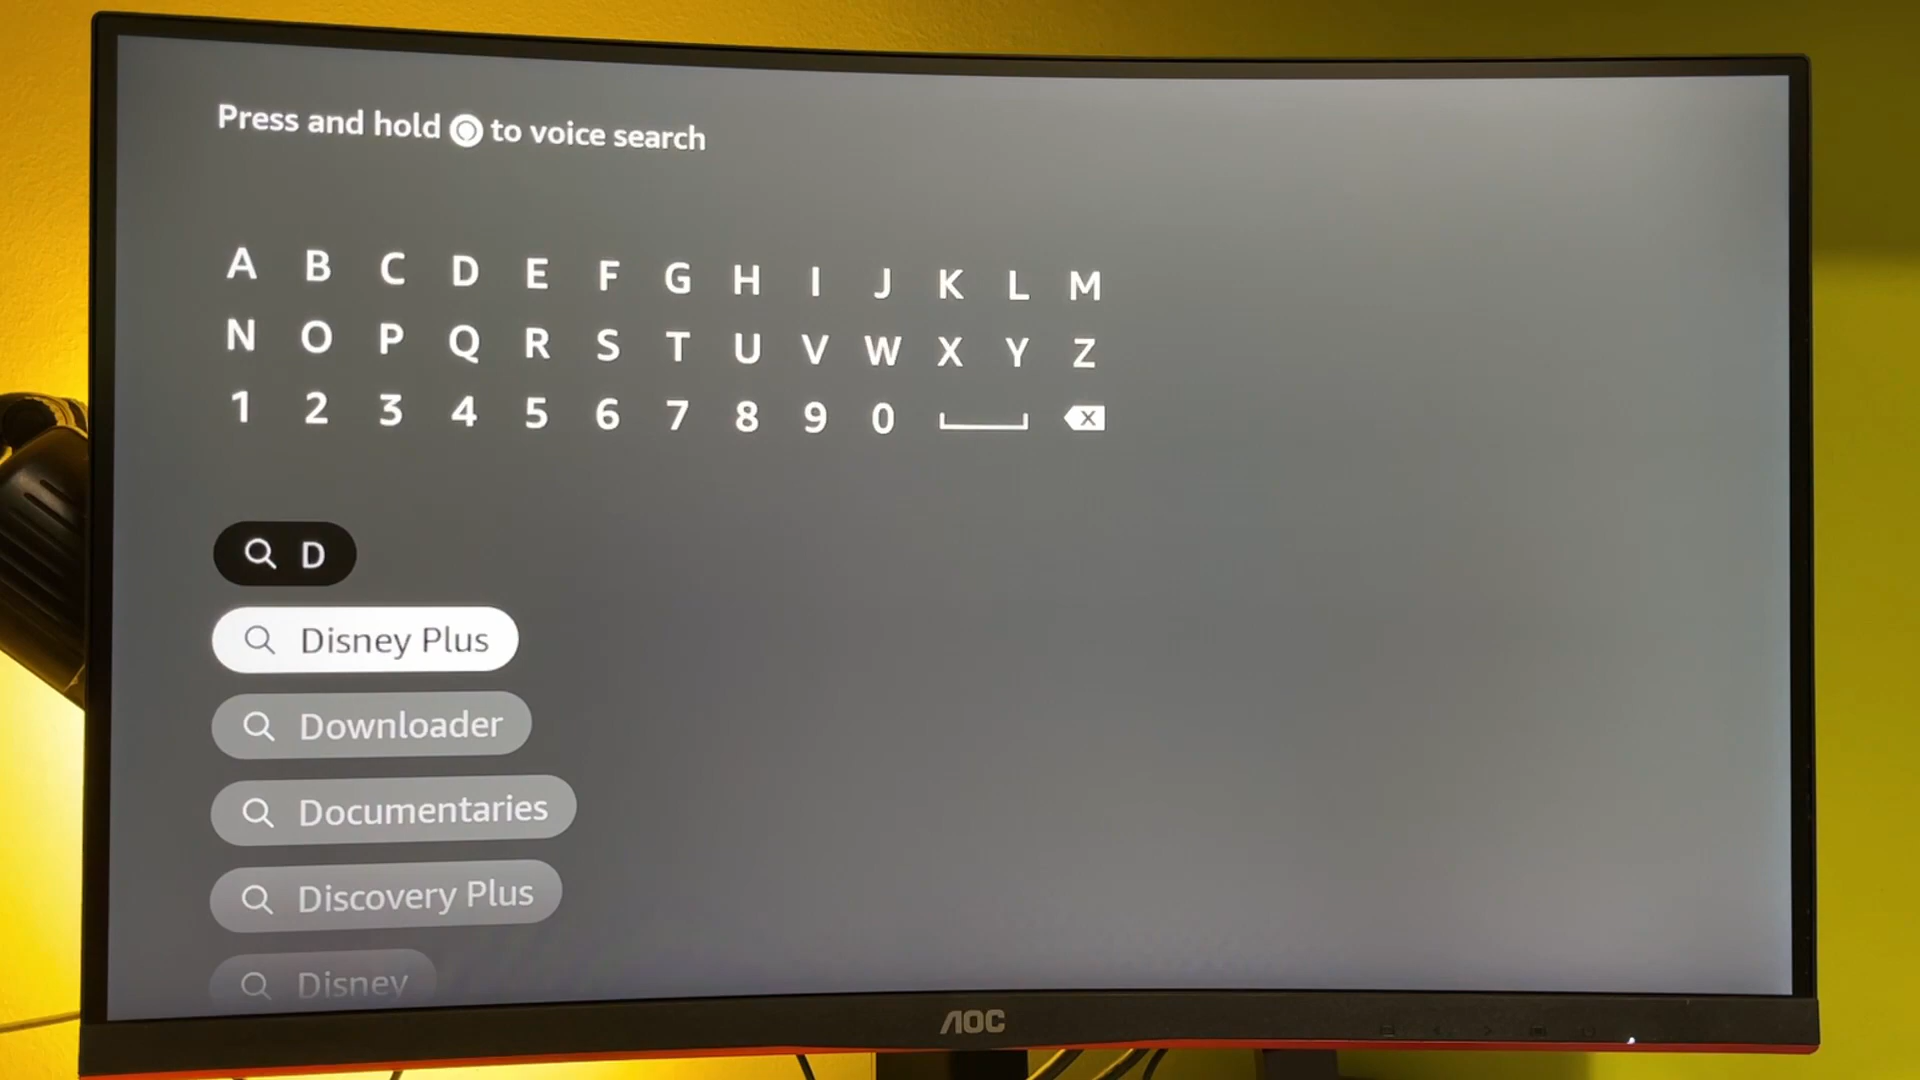 Press and hold to voice search
A B C D E F G H I J K L M
N O P Q R S T U V W X Y Z
1 2 3 4 5 6 7 8 9 0
D
Disney Plus
Downloader
Documentaries
Discovery Plus
Disney
AOC